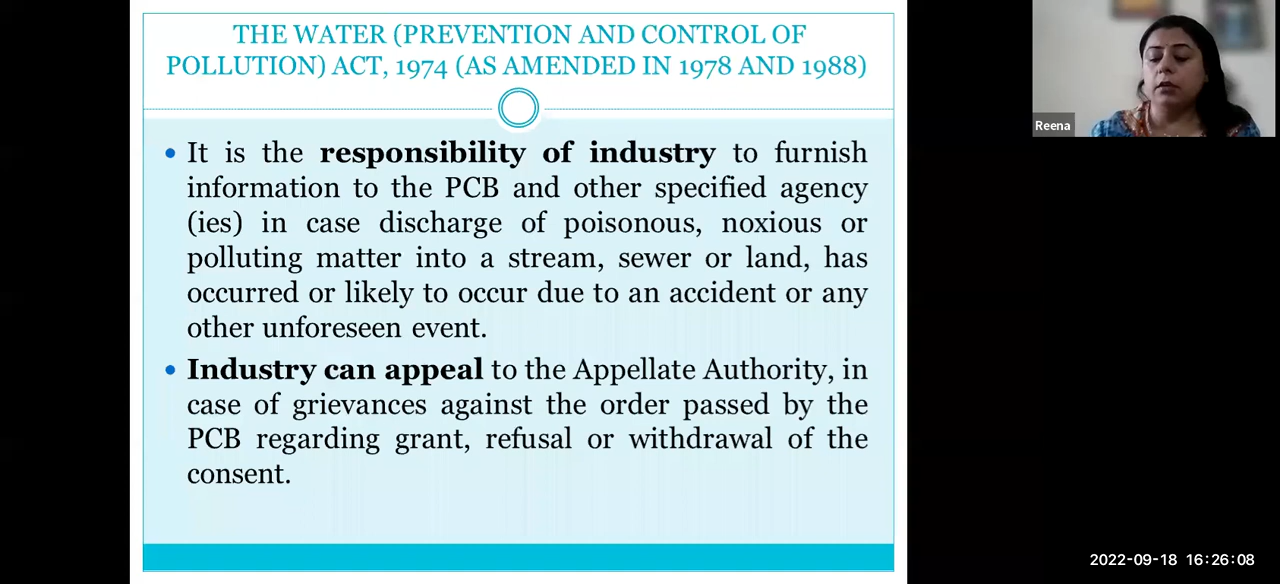 THE WATER (PREVENTION AND CONTROL OF
POLLUTION) ACT, 1974 (AS AMENDED IN 1978 AND 1988)
It is the responsibility of industry to furnish
information to the PCB and other specified agency
(ies) in case discharge of poisonous, noxious or
polluting matter into a stream, sewer or land, has
occurred or likely to occur due to an accident or any
other unforeseen event.
Industry can appeal to the Appellate Authority, in
case of grievances against the order passed by the
PCB regarding grant, refusal or withdrawal of the
consent.
Reena
2022-09-18 16:26:08